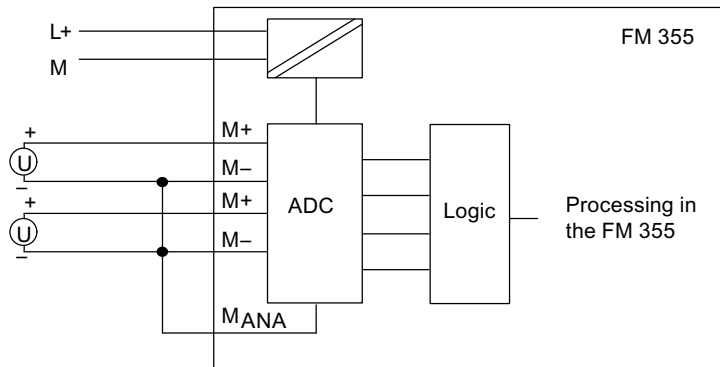 L+
FM 355
M
+
M+
U
–
M–
+
M+
ADC
Logic
Processing in
the FM 355
U
–
M–
MANA